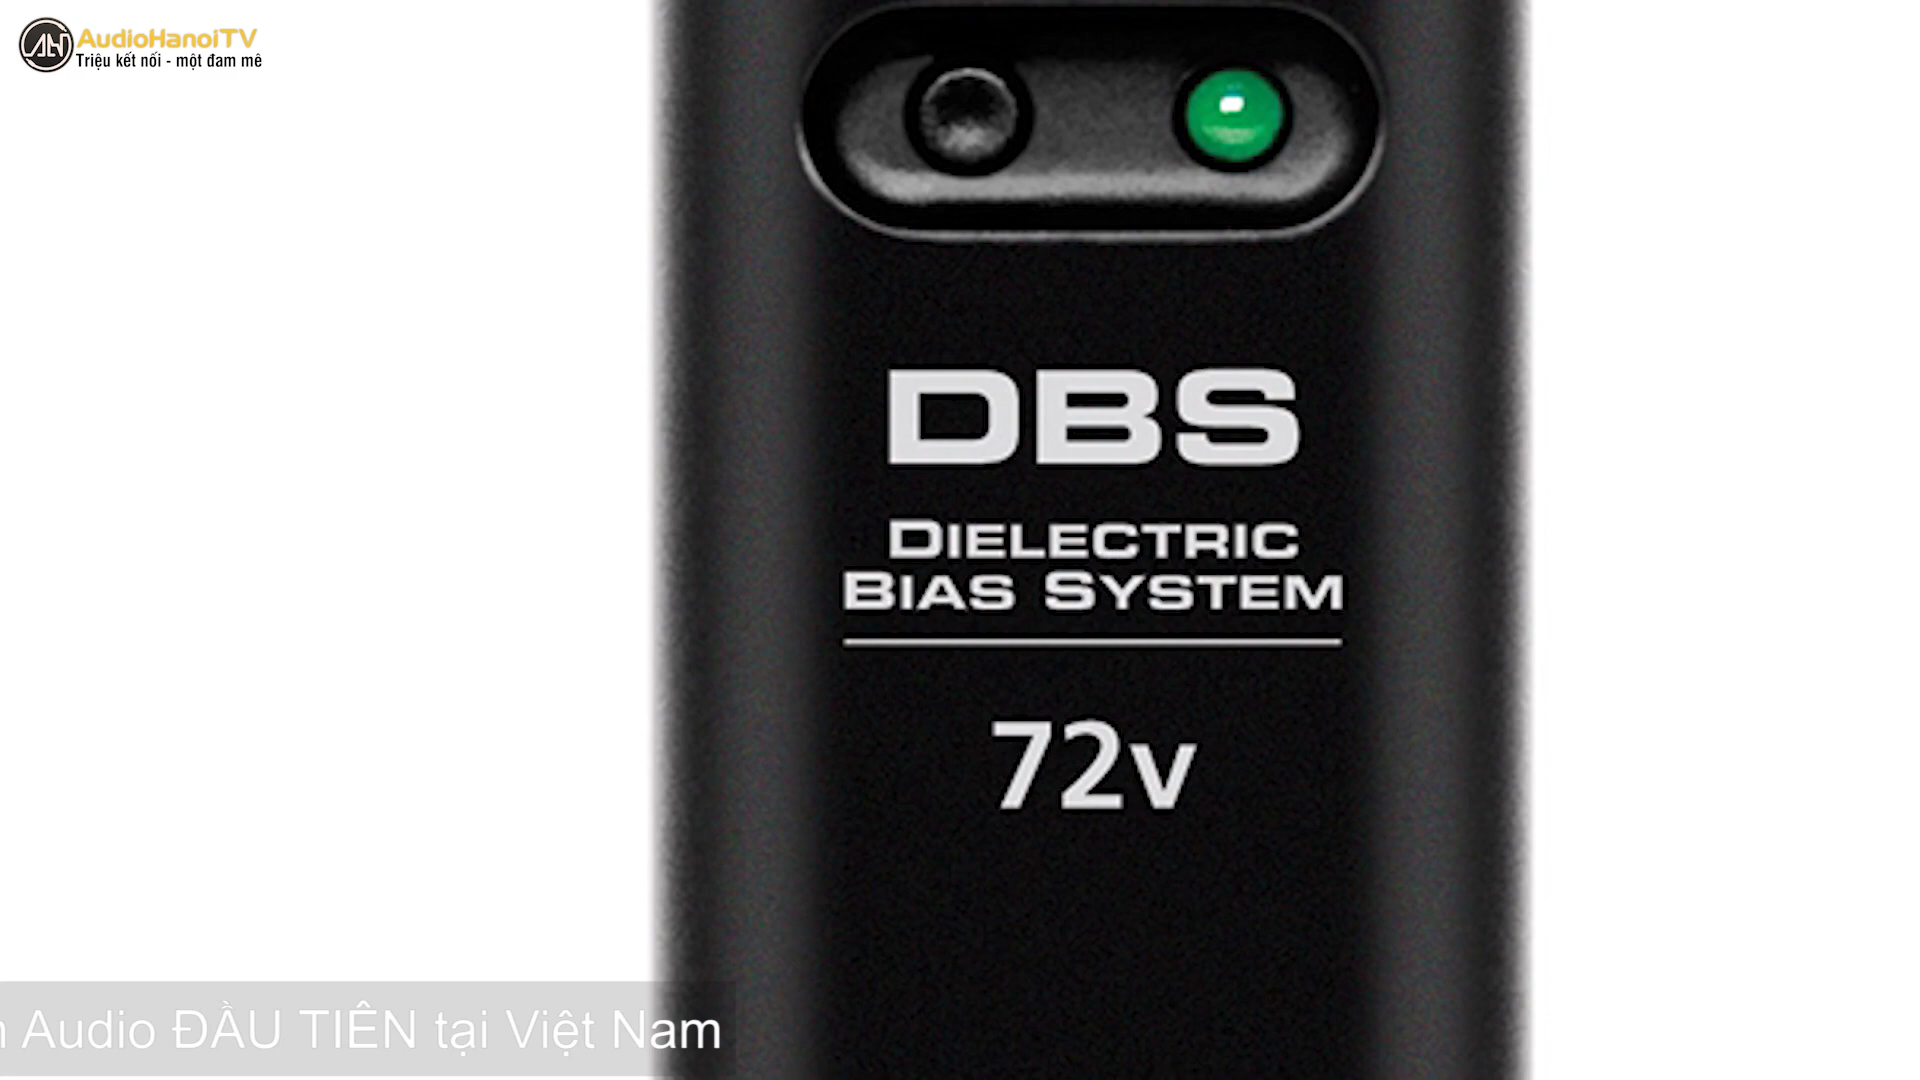 AudioHanoiTV
Triệu kết nối - một đam mê
DBS
DIELECTRIC
BIAS SYSTEM
72v
Audio ĐẦU TIÊN tại Việt Nam